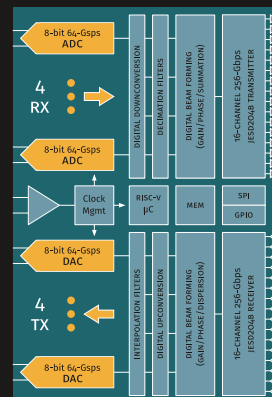 8-bit 64-Gsps
ADC
4
RX
8-bit 64-Gsps
ADC
DIGITAL DOWNCONVERSION
DECIMATION FILTERS
DIGITAL BEAM FORMING
(GAIN/PHASE/SUMMATION)
16-CHANNEL 256-Gbps
JESD204B TRANSMITTER
Clock
Mgmt
RISC-V
µC
MEM
SPI
GPIO
8-bit 64-Gsps
DAC
4
TX
8-bit 64-Gsps
DAC
INTERPOLATION FILTERS
DIGITAL UPCONVERSION
DIGITAL BEAM FORMING
(GAIN/PHASE/DISPERSION)
16-CHANNEL 256-Gbps
JESD204B RECEIVER